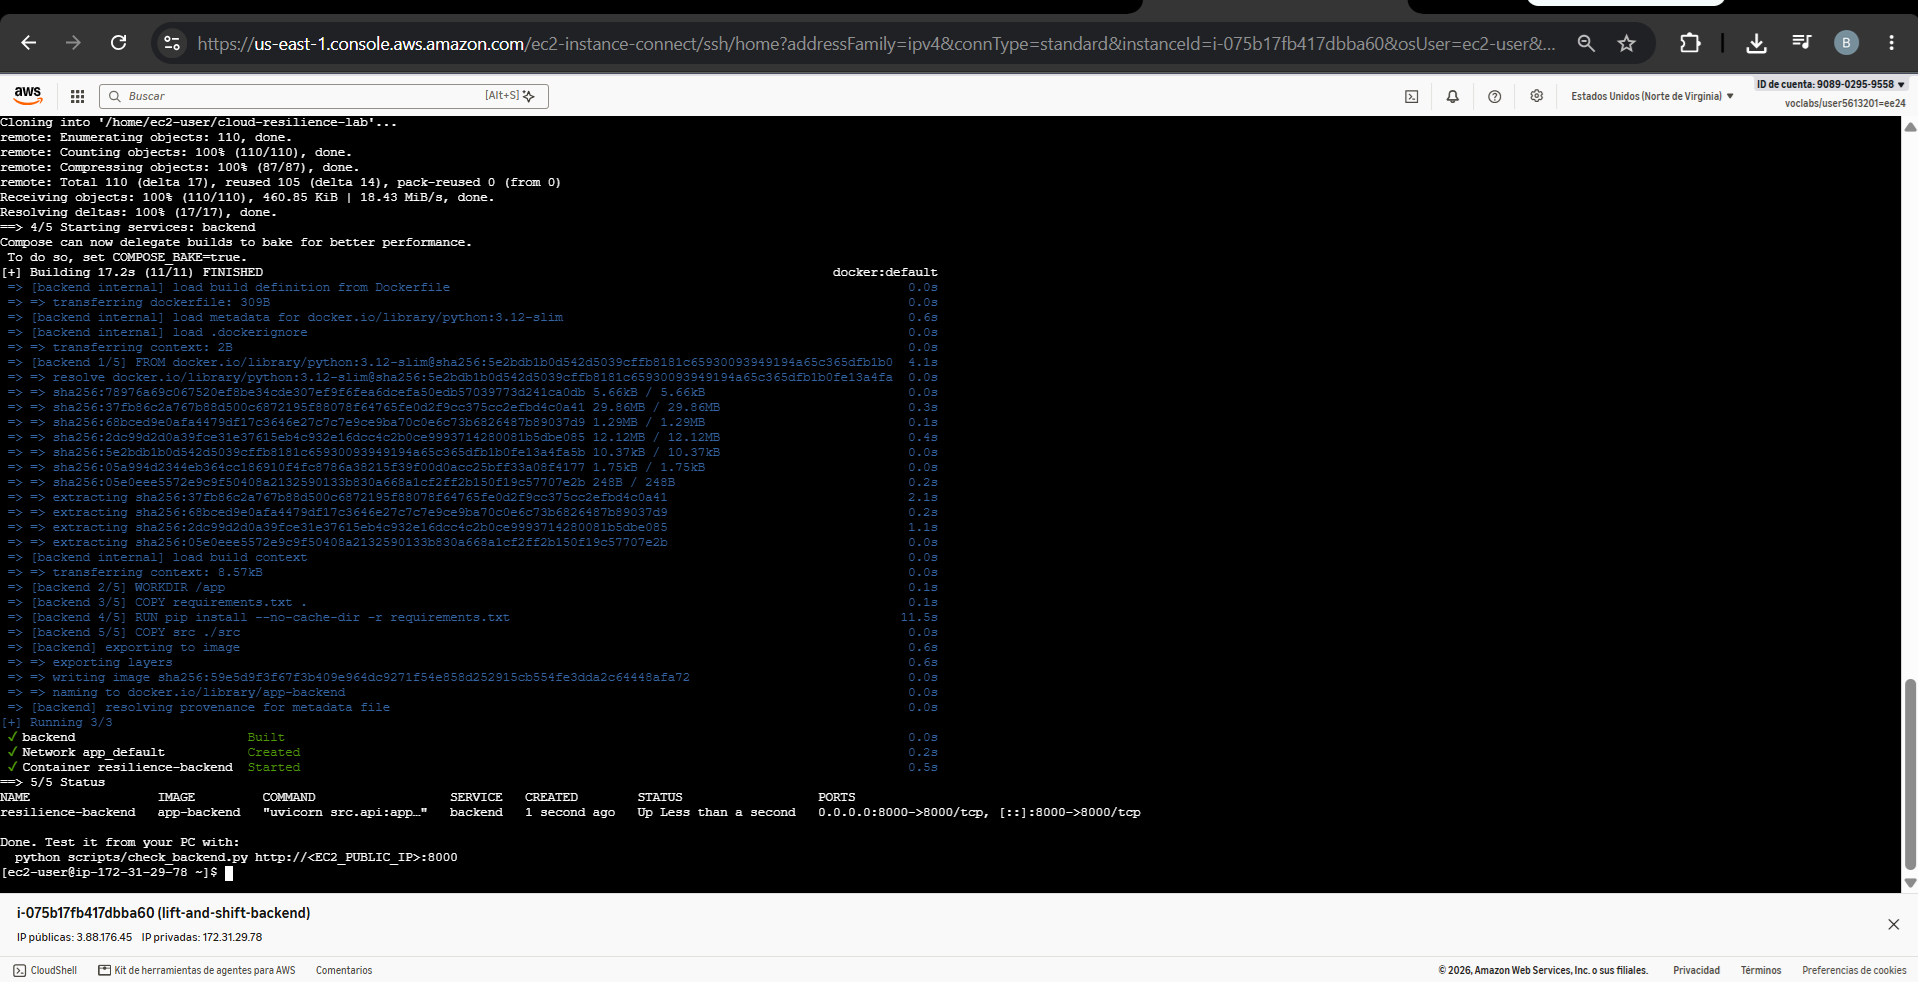 https://us-east-1.console.aws.amazon.com/ec2-instance-connect/ssh/home?addressFamily=ipv4&connType=standard&instanceId=i-075b17fb417dbba60&osUser=ec2-user&...
B
aws
Buscar
[Alt+S]
Estados Unidos (Norte de Virginia)
ID de cuenta: 9089-0295-9558
voclabs/user5613201=ee24
Cloning into '/home/ec2-user/cloud-resilience-lab'...
remote: Enumerating objects: 110, done.
remote: Counting objects: 100% (110/110), done.
remote: Compressing objects: 100% (87/87), done.
remote: Total 110 (delta 17), reused 105 (delta 14), pack-reused 0 (from 0)
Receiving objects: 100% (110/110), 460.85 KiB | 18.43 MiB/s, done.
Resolving deltas: 100% (17/17), done.
==> 4/5 Starting services: backend
Compose can now delegate builds to bake for better performance.
To do so, set COMPOSE_BAKE=true.
[+] Building 17.2s (11/11) FINISHED docker:default
=> [backend internal] load build definition from Dockerfile 0.0s
=> => transferring dockerfile: 309B 0.0s
=> [backend internal] load metadata for docker.io/library/python:3.12-slim 0.6s
=> [backend internal] load .dockerignore 0.0s
=> => transferring context: 2B 0.0s
=> [backend 1/5] FROM docker.io/library/python:3.12-slim@sha256:5e2bdb1b0d542d5039cffb8181c65930093949194a65c365dfb1b0 4.1s
=> => resolve docker.io/library/python:3.12-slim@sha256:5e2bdb1b0d542d5039cffb8181c65930093949194a65c365dfb1b0fe13a4fa 0.0s
=> => sha256:78976a69c067520ef8be34cde307ef9f6fea6dcefa50edb57039773d241ca0db 5.66kB / 5.66kB 0.0s
=> => sha256:37fb86c2a767b88d500c6872195f88078f64765fe0d2f9cc375cc2efbd4c0a41 29.86MB / 29.86MB 0.3s
=> => sha256:68bced9e0afa4479df17c3646e27c7c7e9ce9ba70c0e6c73b6826487b89037d9 1.29MB / 1.29MB 0.1s
=> => sha256:2dc99d2d0a39fce31e37615eb4c932e16dcc4c2b0ce9993714280081b5dbe085 12.12MB / 12.12MB 0.4s
=> => sha256:5e2bdb1b0d542d5039cffb8181c65930093949194a65c365dfb1b0fe13a4fa5b 10.37kB / 10.37kB 0.0s
=> => sha256:05a994d2344eb364cc186910f4fc8786a38215f39f00d0acc25bff33a08f4177 1.75kB / 1.75kB 0.0s
=> => sha256:05e0eee5572e9c9f50408a2132590133b830a668a1cf2ff2b150f19c57707e2b 248B / 248B 0.2s
=> => extracting sha256:37fb86c2a767b88d500c6872195f88078f64765fe0d2f9cc375cc2efbd4c0a41 2.1s
=> => extracting sha256:68bced9e0afa4479df17c3646e27c7c7e9ce9ba70c0e6c73b6826487b89037d9 0.2s
=> => extracting sha256:2dc99d2d0a39fce31e37615eb4c932e16dcc4c2b0ce9993714280081b5dbe085 1.1s
=> => extracting sha256:05e0eee5572e9c9f50408a2132590133b830a668a1cf2ff2b150f19c57707e2b 0.0s
=> [backend internal] load build context 0.0s
=> => transferring context: 8.57kB 0.0s
=> [backend 2/5] WORKDIR /app 0.1s
=> [backend 3/5] COPY requirements.txt . 0.1s
=> [backend 4/5] RUN pip install --no-cache-dir -r requirements.txt 11.5s
=> [backend 5/5] COPY src ./src 0.0s
=> [backend] exporting to image 0.6s
=> => exporting layers 0.6s
=> => writing image sha256:59e5d9f3f67f3b409e964dc9271f54e858d252915cb554fe3dda2c64448afa72 0.0s
=> => naming to docker.io/library/app-backend 0.0s
=> [backend] resolving provenance for metadata file 0.0s
[+] Running 3/3
✓ backend Built 0.0s
✓ Network app_default Created 0.2s
✓ Container resilience-backend Started 0.5s
==> 5/5 Status
NAME IMAGE COMMAND SERVICE CREATED STATUS PORTS
resilience-backend app-backend "uvicorn src.api:app…" backend 1 second ago Up Less than a second 0.0.0.0:8000->8000/tcp, [::]:8000->8000/tcp
Done. Test it from your PC with:
python scripts/check_backend.py http://<EC2_PUBLIC_IP>:8000
[ec2-user@ip-172-31-29-78 ~]$
i-075b17fb417dbba60 (lift-and-shift-backend)
IP públicas: 3.88.176.45 IP privadas: 172.31.29.78
CloudShell Kit de herramientas de agentes para AWS Comentarios © 2026, Amazon Web Services, Inc. o sus filiales. Privacidad Términos Preferencias de cookies